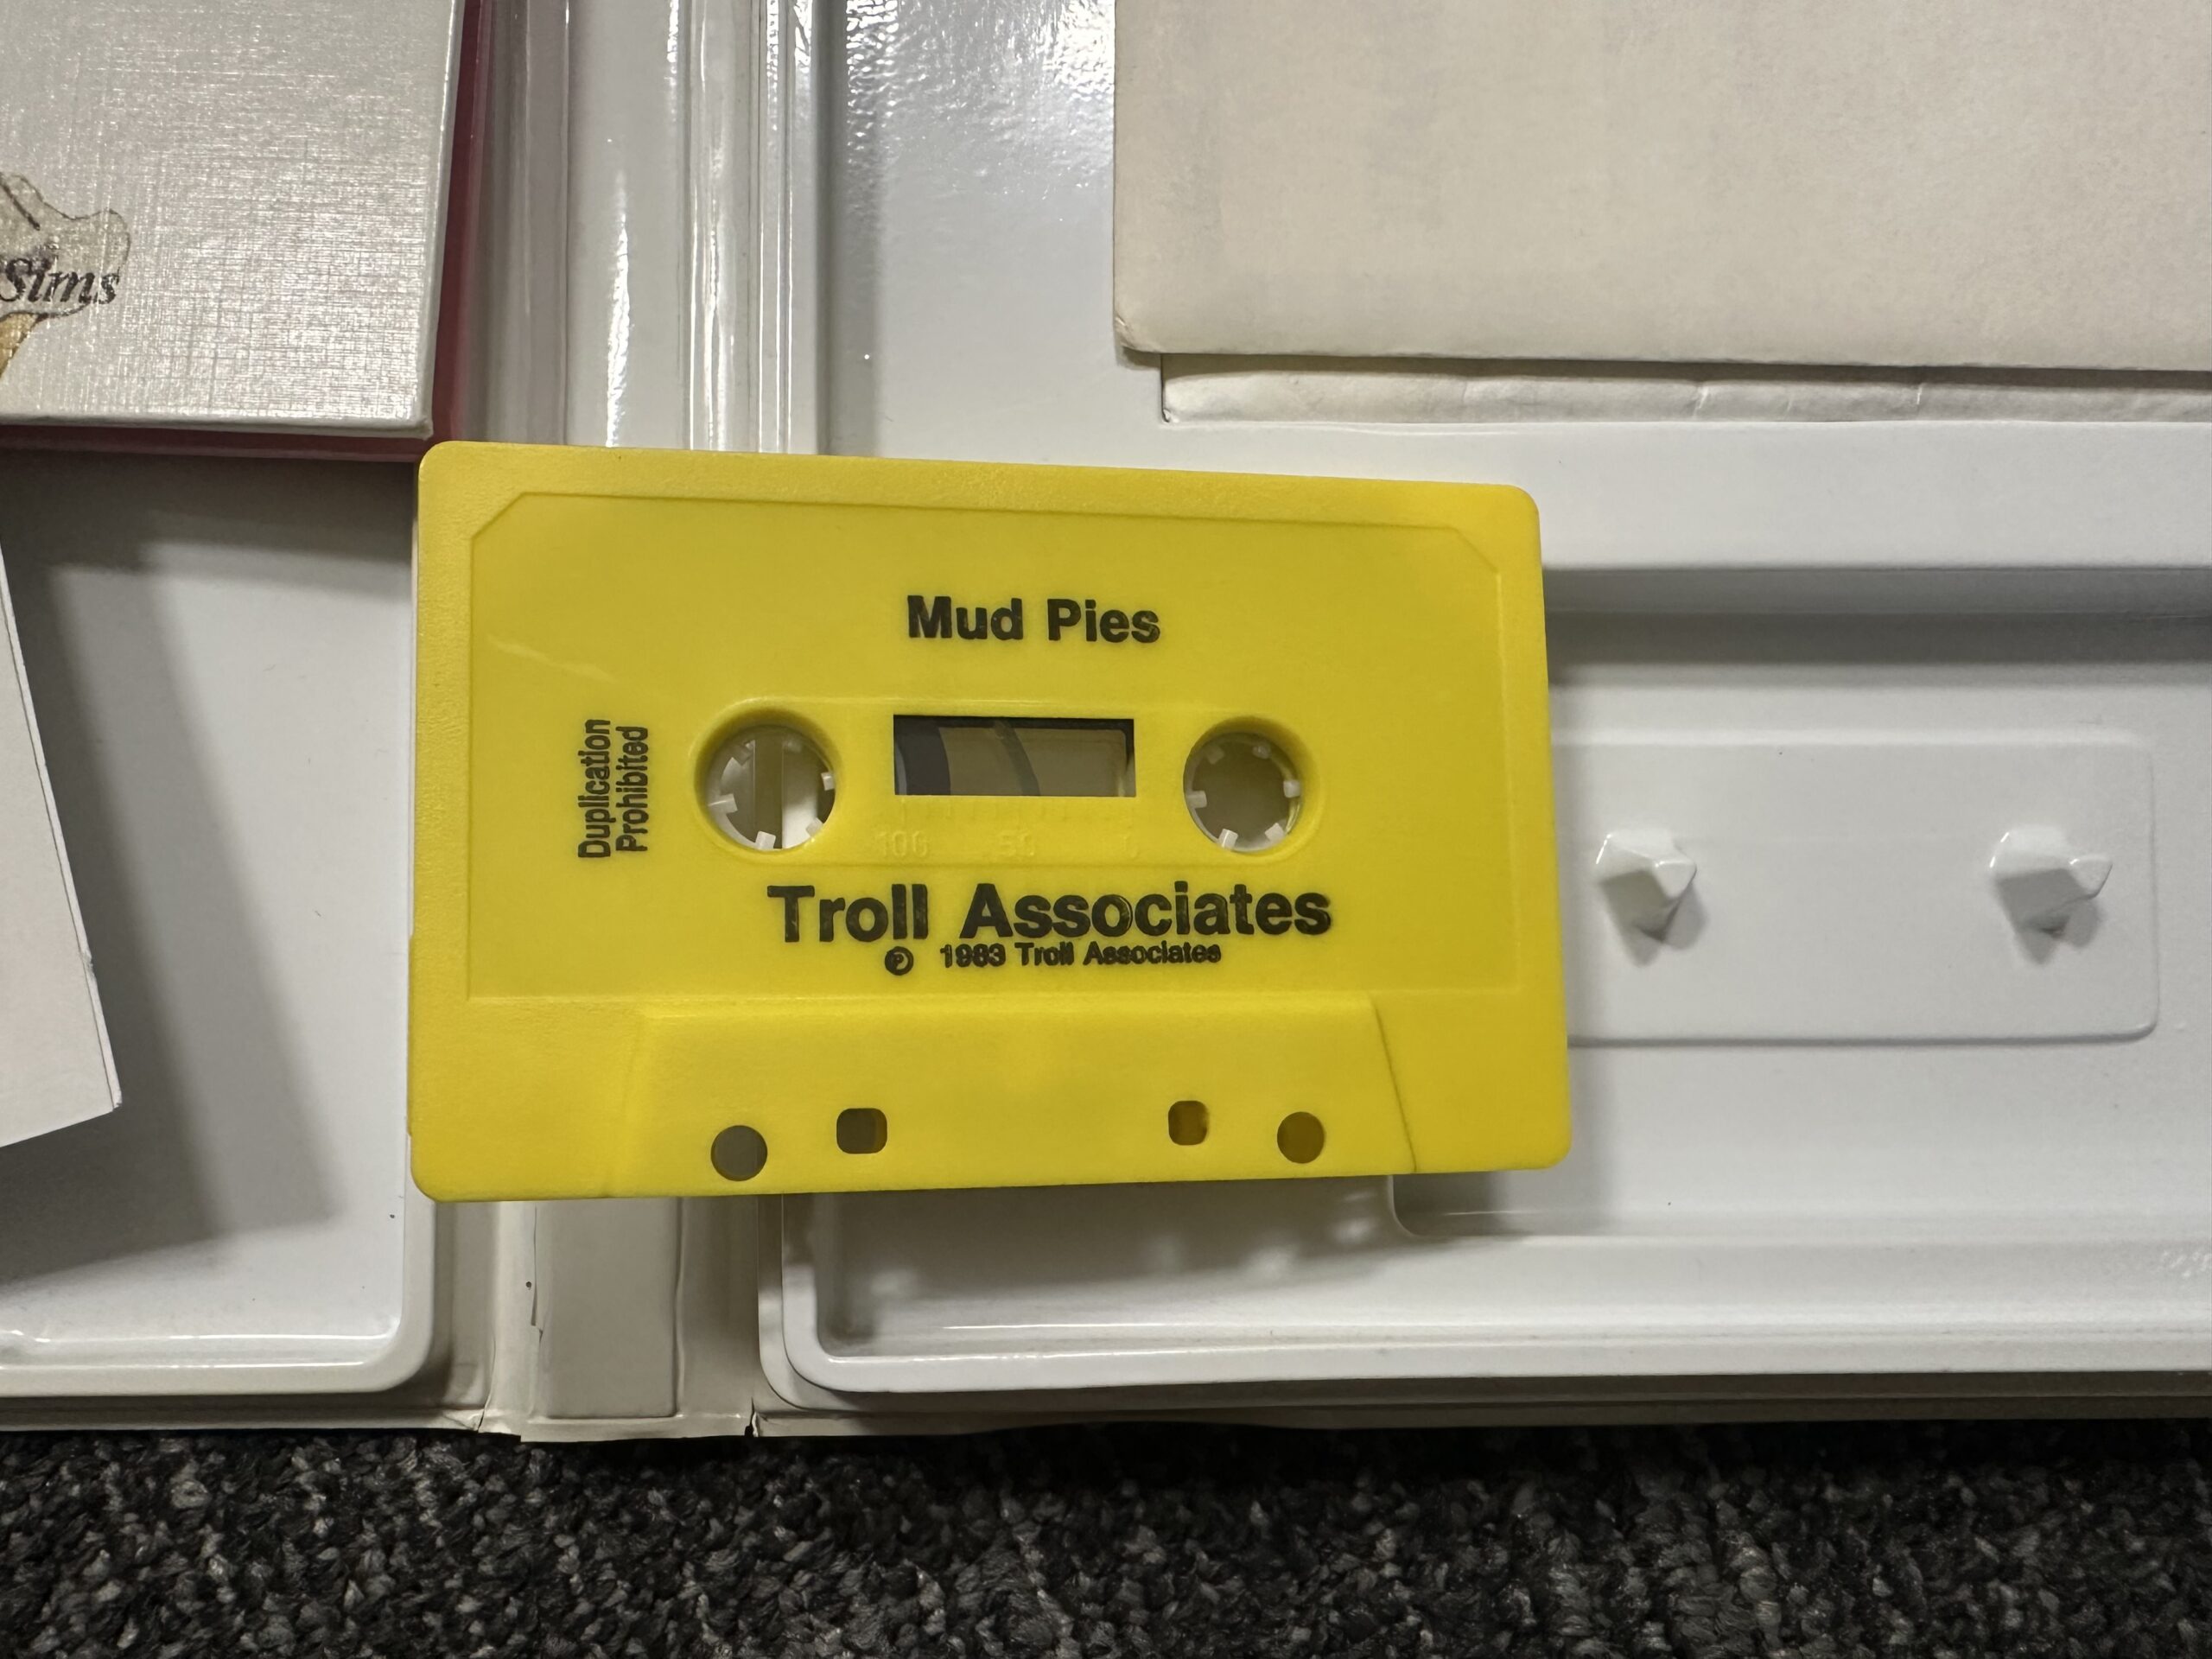 Sims
Mud Pies
Duplication
Prohibited
100 50 0
Troll Associates
℗ 1983 Troll Associates